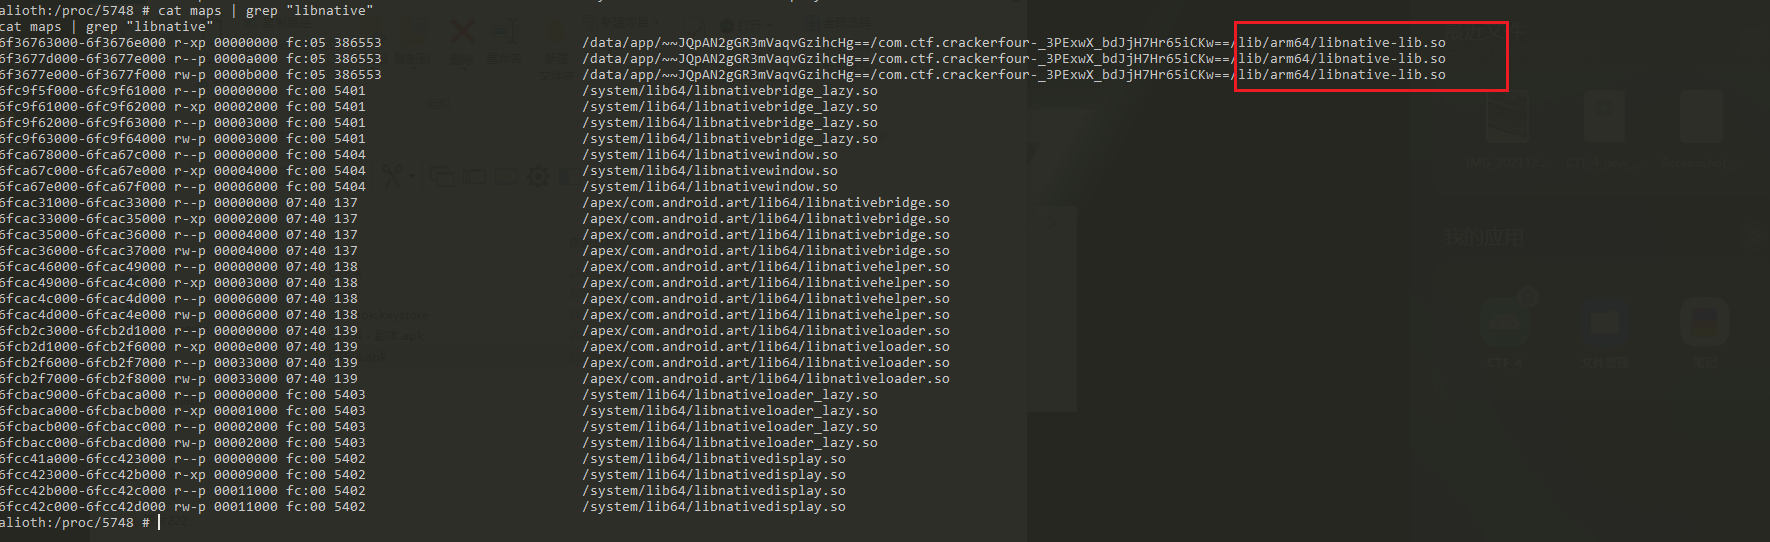 alioth:/proc/5748 # cat maps | grep "libnative"
cat maps | grep "libnative"
6f36763000-6f3676e000 r-xp 00000000 fc:05 386553 /data/app/~~JQpAN2gGR3mVaqvGzihcHg==/com.ctf.crackerfour-_3PExwX_bdJjH7Hr65iCKw==/lib/arm64/libnative-lib.so
6f3677d000-6f3677e000 r--p 0000a000 fc:05 386553 /data/app/~~JQpAN2gGR3mVaqvGzihcHg==/com.ctf.crackerfour-_3PExwX_bdJjH7Hr65iCKw==/lib/arm64/libnative-lib.so
6f3677e000-6f3677f000 rw-p 0000b000 fc:05 386553 /data/app/~~JQpAN2gGR3mVaqvGzihcHg==/com.ctf.crackerfour-_3PExwX_bdJjH7Hr65iCKw==/lib/arm64/libnative-lib.so
6fc9f5f000-6fc9f61000 r--p 00000000 fc:00 5401 /system/lib64/libnativebridge_lazy.so
6fc9f61000-6fc9f62000 r-xp 00002000 fc:00 5401 /system/lib64/libnativebridge_lazy.so
6fc9f62000-6fc9f63000 r--p 00003000 fc:00 5401 /system/lib64/libnativebridge_lazy.so
6fc9f63000-6fc9f64000 rw-p 00003000 fc:00 5401 /system/lib64/libnativebridge_lazy.so
6fca678000-6fca67c000 r--p 00000000 fc:00 5404 /system/lib64/libnativewindow.so
6fca67c000-6fca67e000 r-xp 00004000 fc:00 5404 /system/lib64/libnativewindow.so
6fca67e000-6fca67f000 r--p 00006000 fc:00 5404 /system/lib64/libnativewindow.so
6fcac31000-6fcac33000 r--p 00000000 07:40 137 /apex/com.android.art/lib64/libnativebridge.so
6fcac33000-6fcac35000 r-xp 00002000 07:40 137 /apex/com.android.art/lib64/libnativebridge.so
6fcac35000-6fcac36000 r--p 00004000 07:40 137 /apex/com.android.art/lib64/libnativebridge.so
6fcac36000-6fcac37000 rw-p 00004000 07:40 137 /apex/com.android.art/lib64/libnativebridge.so
6fcac46000-6fcac49000 r--p 00000000 07:40 138 /apex/com.android.art/lib64/libnativehelper.so
6fcac49000-6fcac4c000 r-xp 00003000 07:40 138 /apex/com.android.art/lib64/libnativehelper.so
6fcac4c000-6fcac4d000 r--p 00006000 07:40 138 /apex/com.android.art/lib64/libnativehelper.so
6fcac4d000-6fcac4e000 rw-p 00006000 07:40 138 /apex/com.android.art/lib64/libnativehelper.so
6fcb2c3000-6fcb2d1000 r--p 00000000 07:40 139 /apex/com.android.art/lib64/libnativeloader.so
6fcb2d1000-6fcb2f6000 r-xp 0000e000 07:40 139 /apex/com.android.art/lib64/libnativeloader.so
6fcb2f6000-6fcb2f7000 r--p 00033000 07:40 139 /apex/com.android.art/lib64/libnativeloader.so
6fcb2f7000-6fcb2f8000 rw-p 00033000 07:40 139 /apex/com.android.art/lib64/libnativeloader.so
6fcbac9000-6fcbaca000 r--p 00000000 fc:00 5403 /system/lib64/libnativeloader_lazy.so
6fcbaca000-6fcbacb000 r-xp 00001000 fc:00 5403 /system/lib64/libnativeloader_lazy.so
6fcbacb000-6fcbacc000 r--p 00002000 fc:00 5403 /system/lib64/libnativeloader_lazy.so
6fcbacc000-6fcbacd000 rw-p 00002000 fc:00 5403 /system/lib64/libnativeloader_lazy.so
6fcc41a000-6fcc423000 r--p 00000000 fc:00 5402 /system/lib64/libnativedisplay.so
6fcc423000-6fcc42b000 r-xp 00009000 fc:00 5402 /system/lib64/libnativedisplay.so
6fcc42b000-6fcc42c000 r--p 00011000 fc:00 5402 /system/lib64/libnativedisplay.so
6fcc42c000-6fcc42d000 rw-p 00011000 fc:00 5402 /system/lib64/libnativedisplay.so
alioth:/proc/5748 #
我的应用